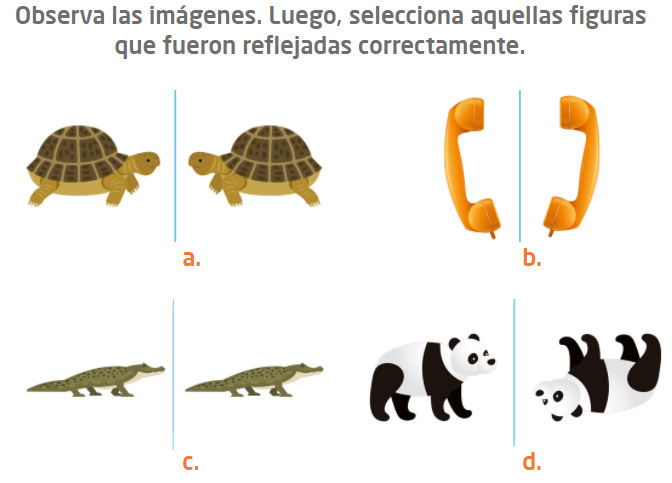 Observa las imágenes. Luego, selecciona aquellas figuras
que fueron reflejadas correctamente.
a.
b.
c.
d.